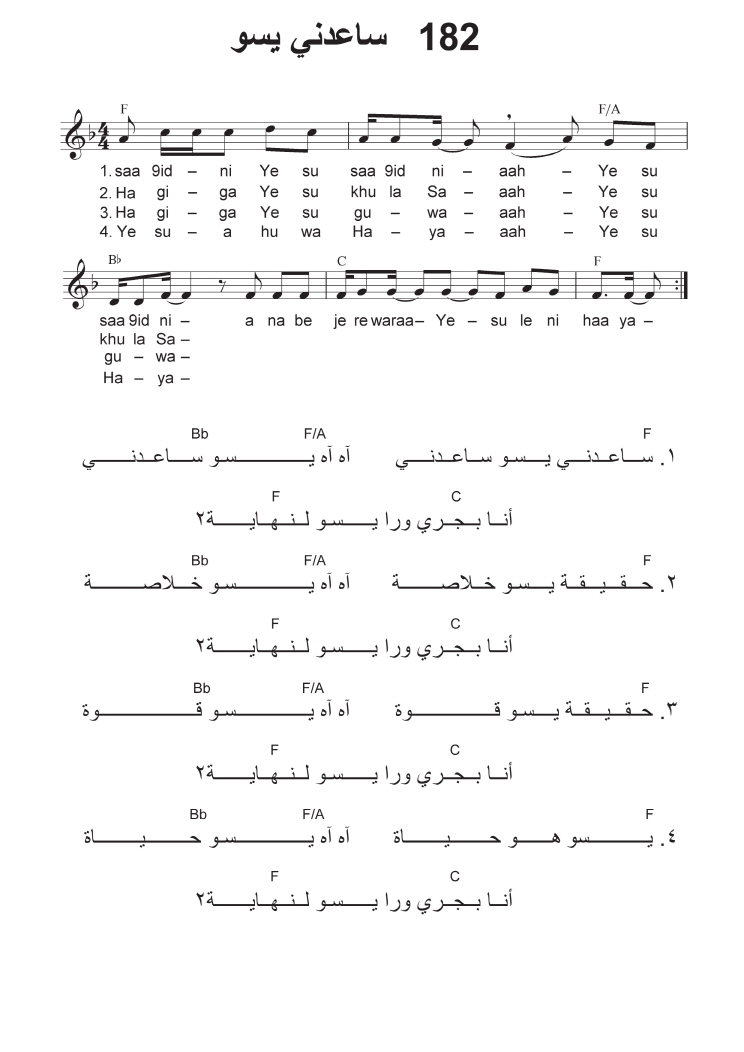 182 ساعدني يسو
F F/A
1. saa 9id – ni Ye su saa 9id ni – aah – Ye su
2. Ha gi – ga Ye su khu la Sa – aah – Ye su
3. Ha gi – ga Ye su gu – wa – aah – Ye su
4. Ye su – a hu wa Ha – ya – aah – Ye su
B♭ C F
saa 9id ni – a na be je re waraa– Ye – su le ni haa ya –
khu la Sa –
gu – wa –
Ha – ya –
Bb F/A F
١. ساعدني يسو ساعدني آه آه يسو ساعدني
F C
أنا بجري ورا يسو لنهاية٢
Bb F/A F
٢. حقيقة يسو خلاصة آه آه يسو خلاصة
F C
أنا بجري ورا يسو لنهاية٢
Bb F/A F
٣. حقيقة يسو قوة آه آه يسو قوة
F C
أنا بجري ورا يسو لنهاية٢
Bb F/A F
٤. يسو هو حياة آه آه يسو حياة
F C
أنا بجري ورا يسو لنهاية٢